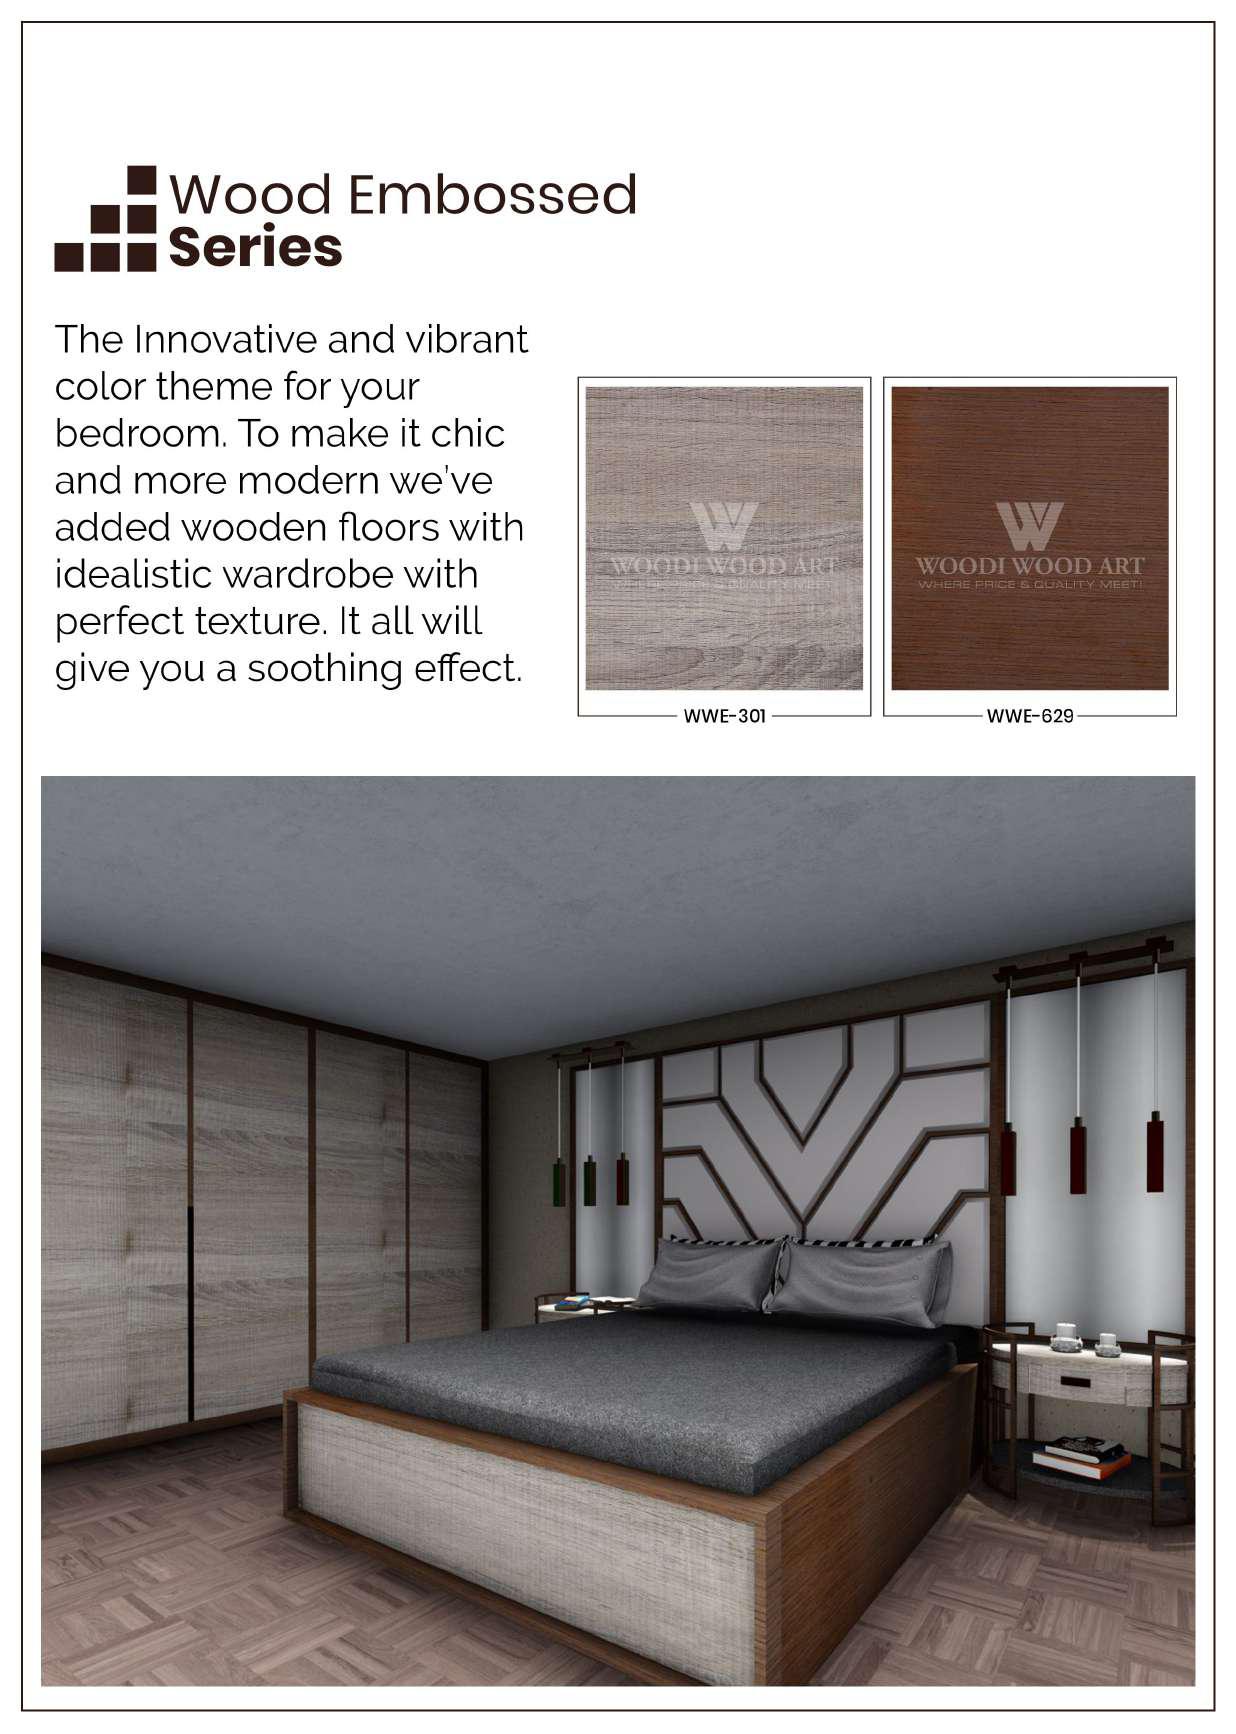 Wood Embossed
Series
The Innovative and vibrant
color theme for your
bedroom. To make it chic
and more modern we've
added wooden floors with
idealistic wardrobe with
perfect texture. It all will
give you a soothing effect.
WOODI WOOD ART
WHERE PRICE & QUALITY MEET!
WWE-301
WOODI WOOD ART
WHERE PRICE & QUALITY MEET!
WWE-629